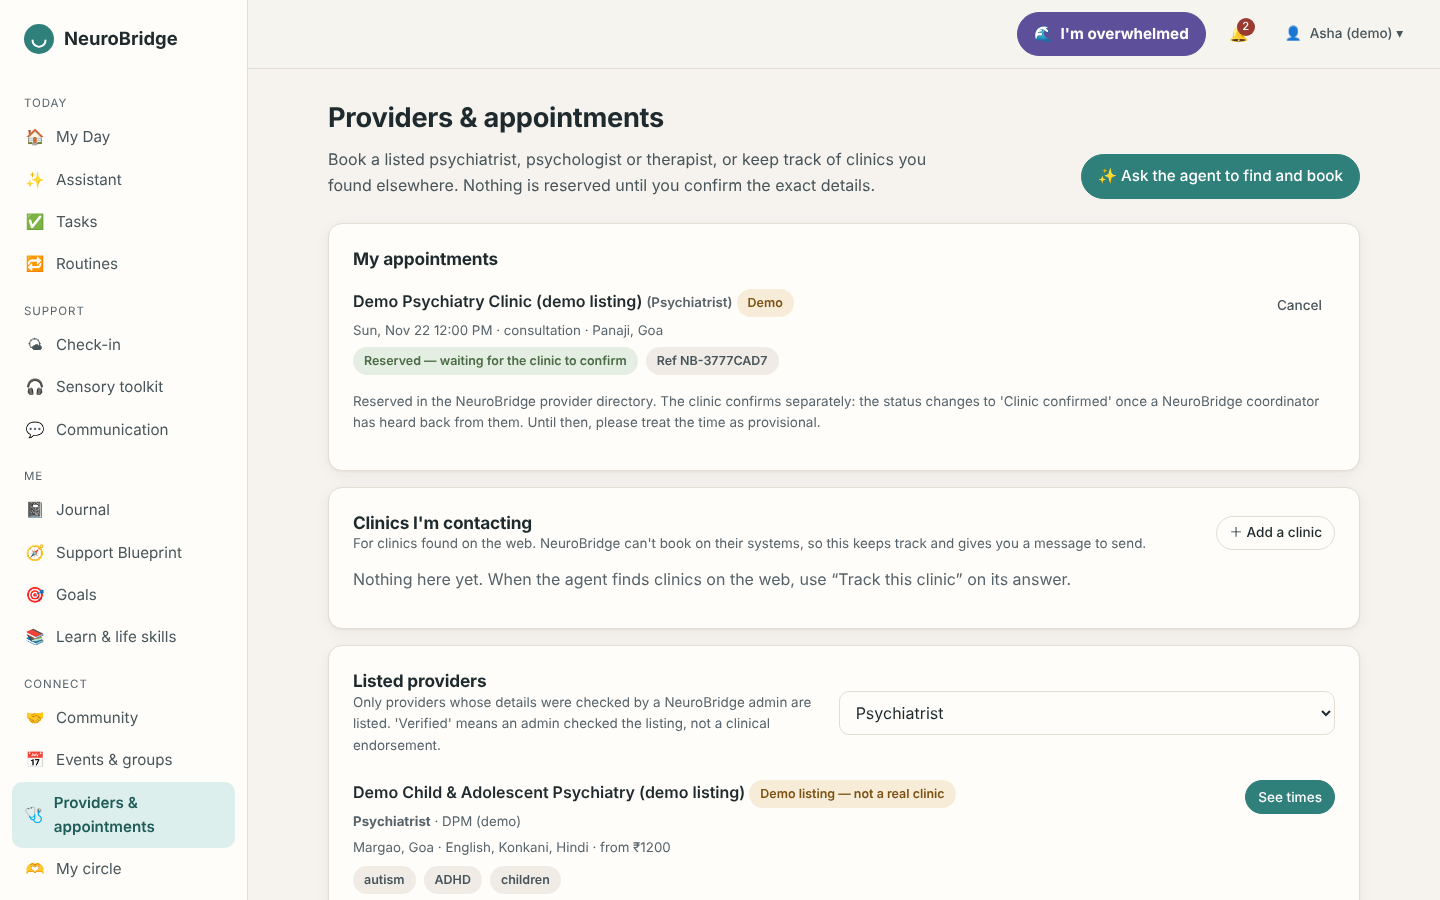 NeuroBridge
TODAY
My Day
Assistant
Tasks
Routines
SUPPORT
Check-in
Sensory toolkit
Communication
ME
Journal
Support Blueprint
Goals
Learn & life skills
CONNECT
Community
Events & groups
Providers &
appointments
My circle
I'm overwhelmed
2
Asha (demo) ▾
Providers & appointments
Book a listed psychiatrist, psychologist or therapist, or keep track of clinics you
found elsewhere. Nothing is reserved until you confirm the exact details.
✨ Ask the agent to find and book
My appointments
Demo Psychiatry Clinic (demo listing) (Psychiatrist) Demo
Cancel
Sun, Nov 22 12:00 PM · consultation · Panaji, Goa
Reserved — waiting for the clinic to confirm Ref NB-3777CAD7
Reserved in the NeuroBridge provider directory. The clinic confirms separately: the status changes to 'Clinic confirmed' once a NeuroBridge coordinator
has heard back from them. Until then, please treat the time as provisional.
Clinics I'm contacting
For clinics found on the web. NeuroBridge can't book on their systems, so this keeps track and gives you a message to send.
+ Add a clinic
Nothing here yet. When the agent finds clinics on the web, use “Track this clinic” on its answer.
Listed providers
Only providers whose details were checked by a NeuroBridge admin are
listed. 'Verified' means an admin checked the listing, not a clinical
endorsement.
Psychiatrist
Demo Child & Adolescent Psychiatry (demo listing) Demo listing — not a real clinic
See times
Psychiatrist · DPM (demo)
Margao, Goa · English, Konkani, Hindi · from ₹1200
autism ADHD children